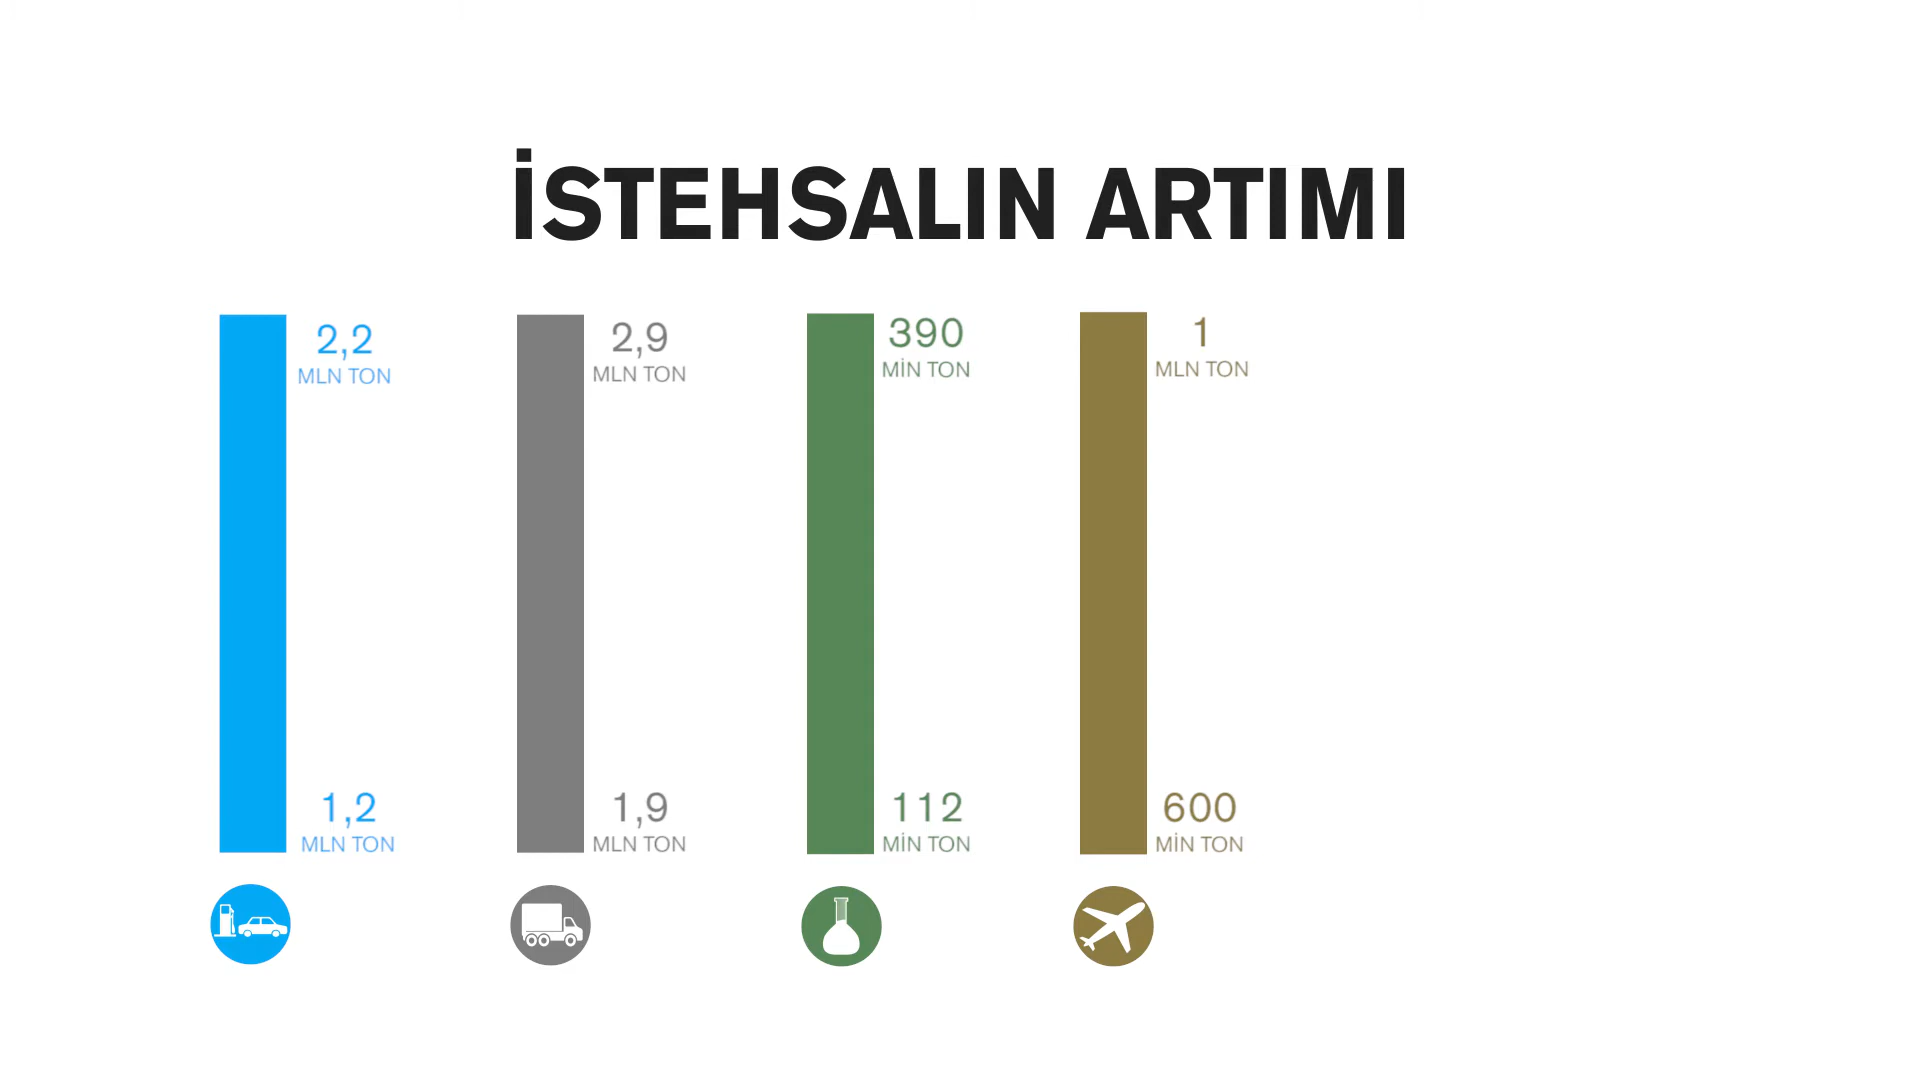 İSTEHSALIN ARTIMI
2,2
MLN TON
2,9
MLN TON
390
MİN TON
1
MLN TON
1,2
MLN TON
1,9
MLN TON
112
MİN TON
600
MİN TON